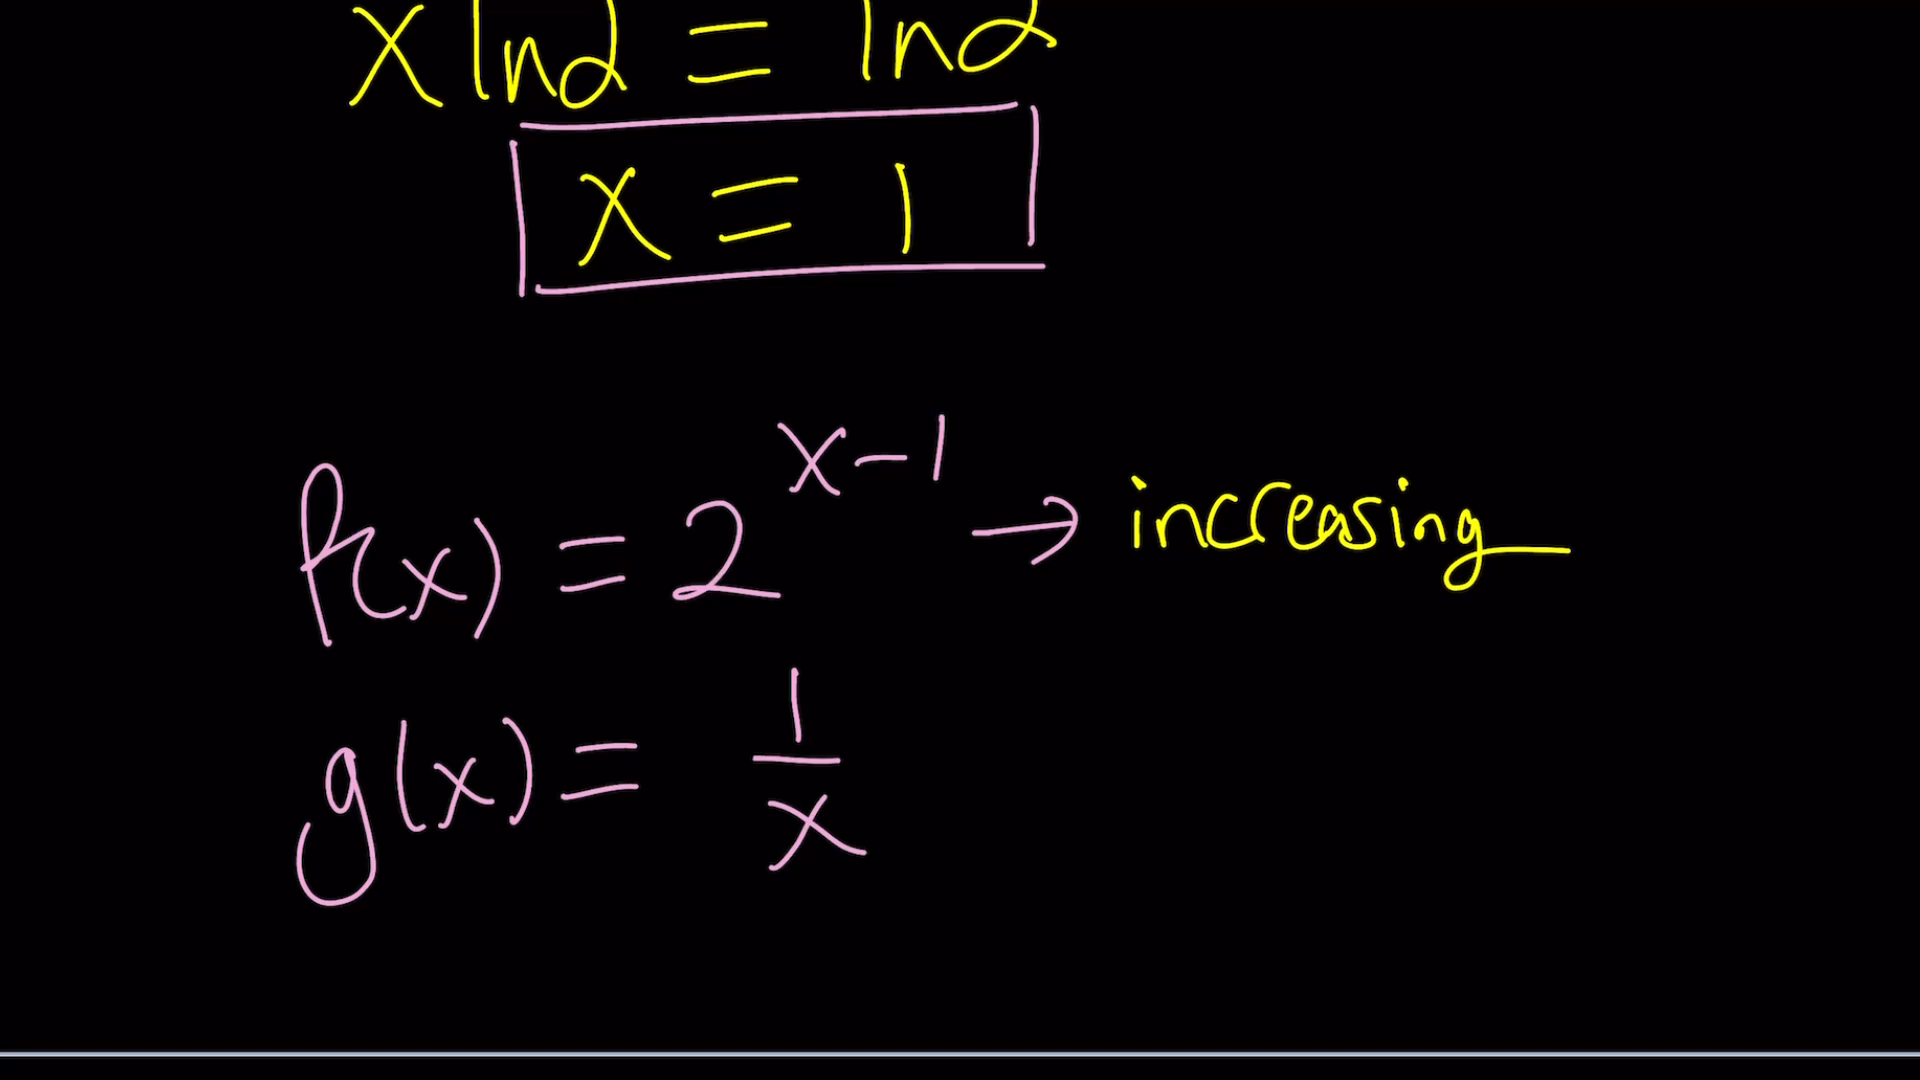 x ln2 = ln2
x = 1
f(x) = 2^{x-1} → increasing
g(x) = 1/x